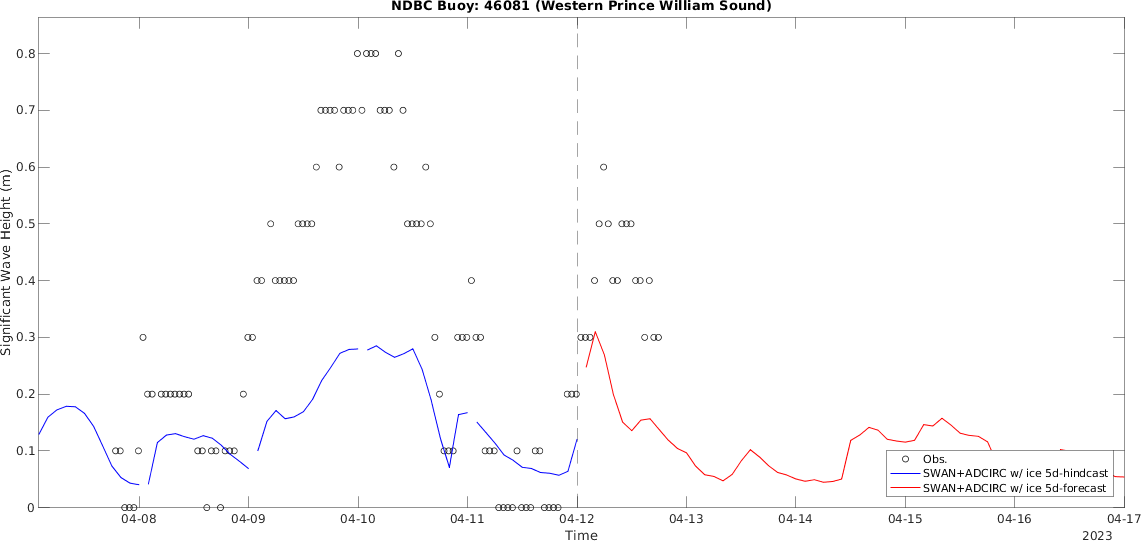 NDBC Buoy: 46081 (Western Prince William Sound)
Significant Wave Height (m)
0.8
0.7
0.6
0.5
0.4
0.3
0.2
0.1
0
Obs.
SWAN+ADCIRC w/ ice 5d-hindcast
SWAN+ADCIRC w/ ice 5d-forecast
04-08 04-09 04-10 04-11 04-12 04-13 04-14 04-15 04-16 04-17
Time
2023